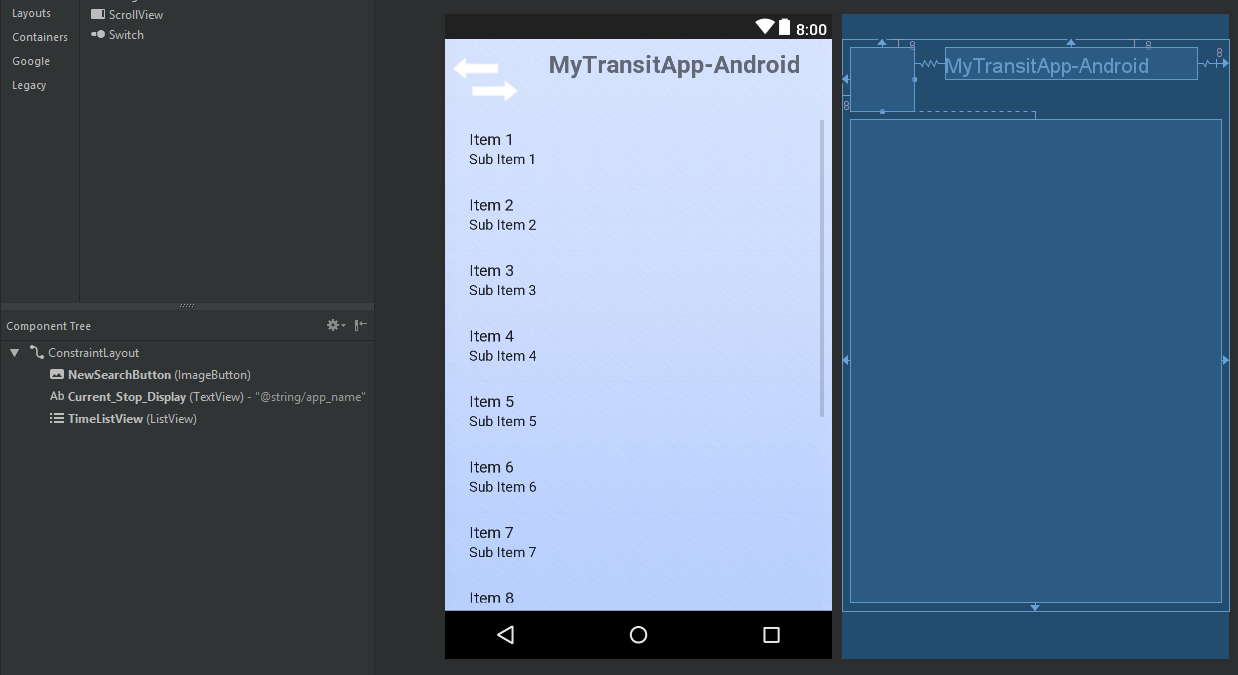 Layouts
ScrollView
Containers
Switch
Google
Legacy
Component Tree
ConstraintLayout
NewSearchButton (ImageButton)
Ab Current_Stop_Display (TextView) - "@string/app_name"
TimeListView (ListView)
8:00
MyTransitApp-Android
Item 1
Sub Item 1
Item 2
Sub Item 2
Item 3
Sub Item 3
Item 4
Sub Item 4
Item 5
Sub Item 5
Item 6
Sub Item 6
Item 7
Sub Item 7
Item 8
8
8
8
MyTransitApp-Android
8